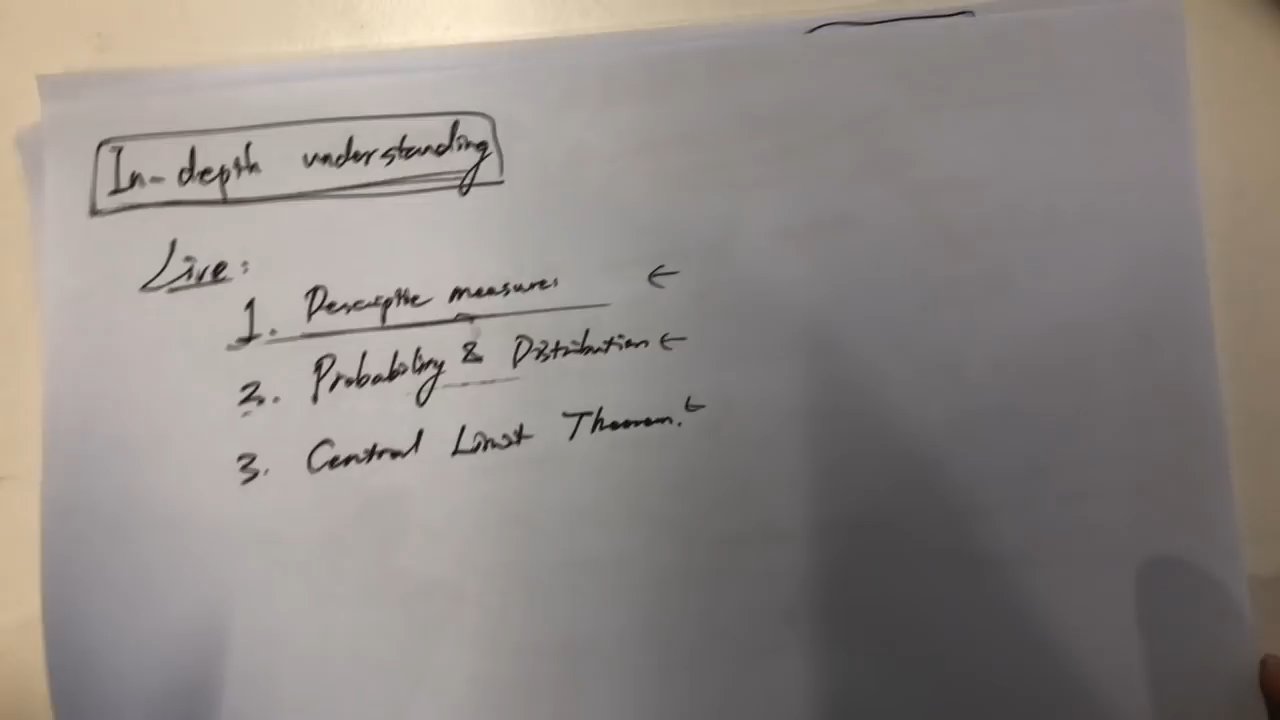 In-depth understanding
Live:
1. Descriptive measures ←
2. Probability & Distribution ←
3. Central Limit Theorem. ←